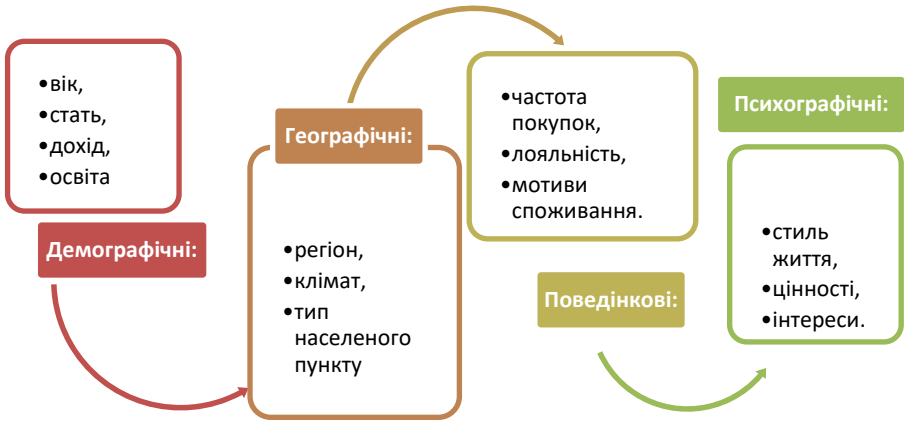 •вік,
•стать,
•дохід,
•освіта
Демографічні:
Географічні:
•регіон,
•клімат,
•тип
населеного
пункту
•частота
покупок,
•лояльність,
•мотиви
споживання.
Поведінкові:
Психографічні:
•стиль
життя,
•цінності,
•інтереси.